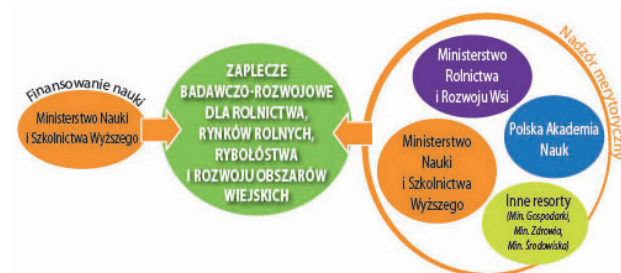 Finansowanie nauki
Ministerstwo Nauki
i Szkolnictwa Wyższego
ZAPLECZE
BADAWCZO-ROZWOJOWE
DLA ROLNICTWA,
RYNKÓW ROLNYCH,
RYBOŁÓSTWA
I ROZWOJU OBSZARÓW
WIEJSKICH
Nadzór merytoryczny
Ministerstwo
Rolnictwa
i Rozwoju Wsi
Polska Akademia
Nauk
Ministerstwo
Nauki
i Szkolnictwa
Wyższego
Inne resorty
(Min. Gospodarki,
Min. Zdrowia,
Min. Środowiska)